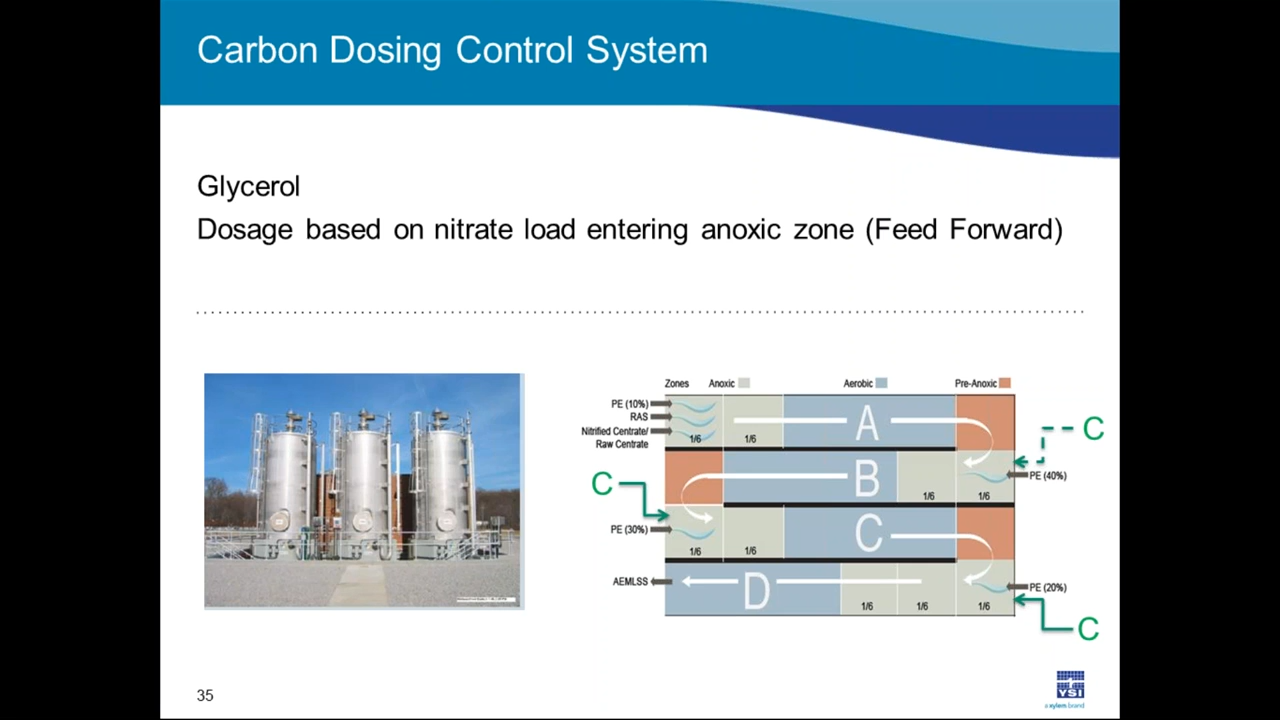 Carbon Dosing Control System
Glycerol
Dosage based on nitrate load entering anoxic zone (Feed Forward)
Zones Anoxic Aerobic Pre-Anoxic
PE (10%)
RAS
Nitrified Centrate/
Raw Centrate
1/6 1/6
A
C
B
PE (40%)
1/6 1/6
C
PE (30%)
1/6 1/6
C
AEMLSS
D
PE (20%)
1/6 1/6 1/6
C
35
YSI
a xylem brand